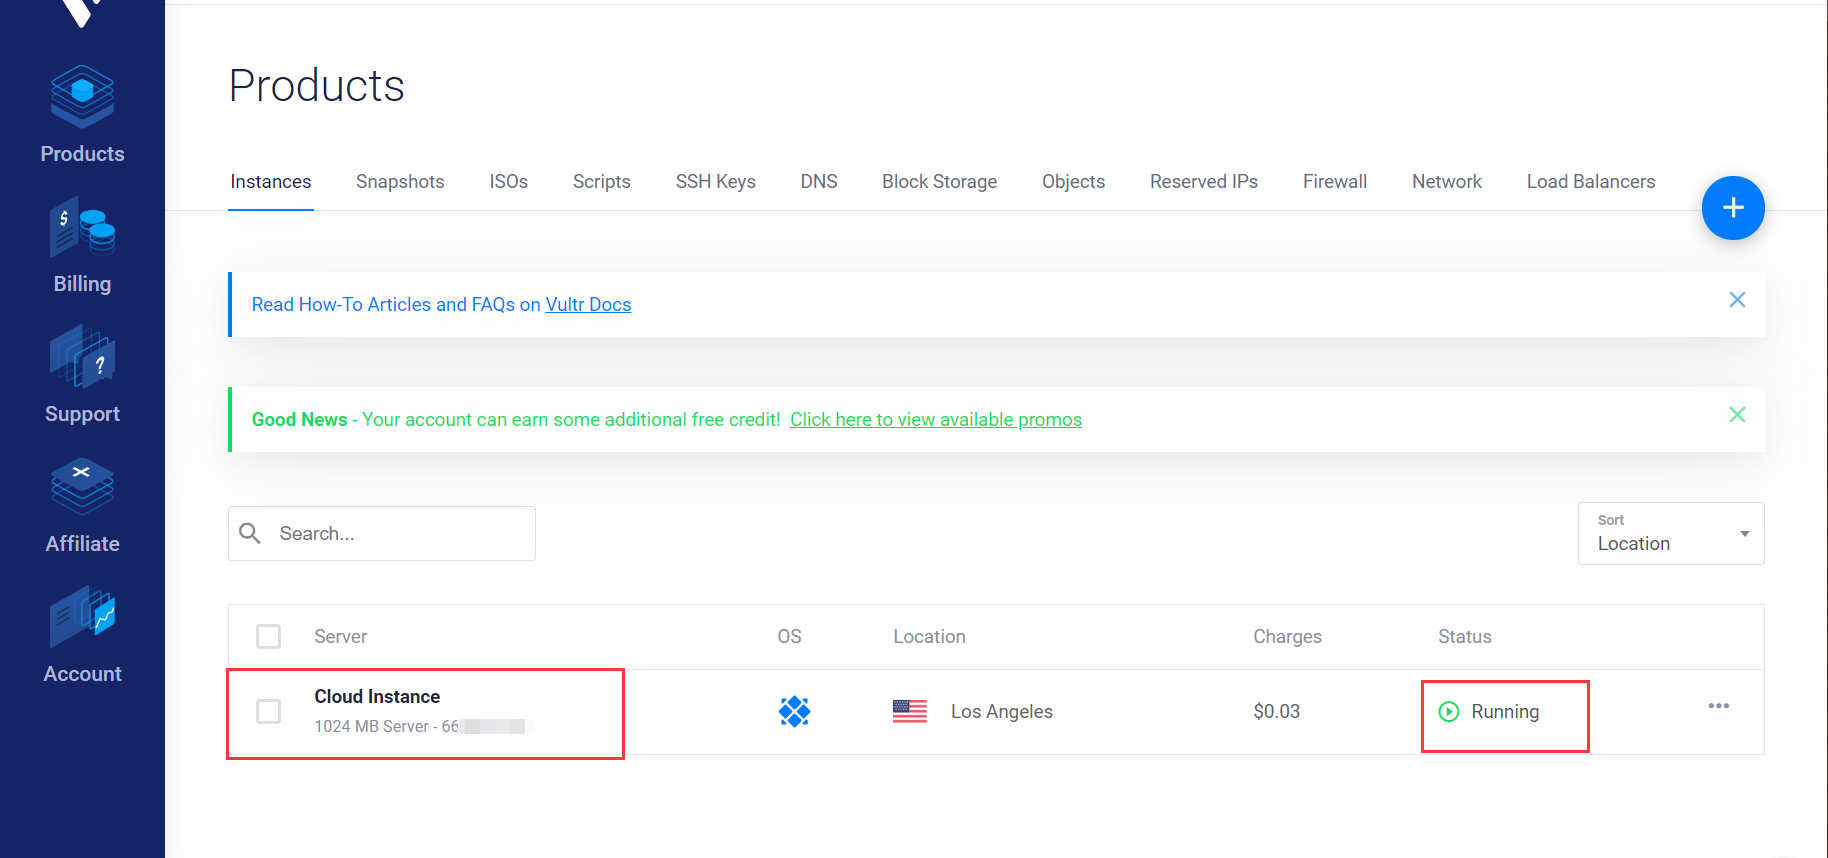 Products
Billing
Support
Affiliate
Account
Products
Instances Snapshots ISOs Scripts SSH Keys DNS Block Storage Objects Reserved IPs Firewall Network Load Balancers
+
Read How-To Articles and FAQs on Vultr Docs
Good News - Your account can earn some additional free credit! Click here to view available promos
Search...
Sort
Location
Server OS Location Charges Status
Cloud Instance
1024 MB Server - 66
Los Angeles $0.03 Running